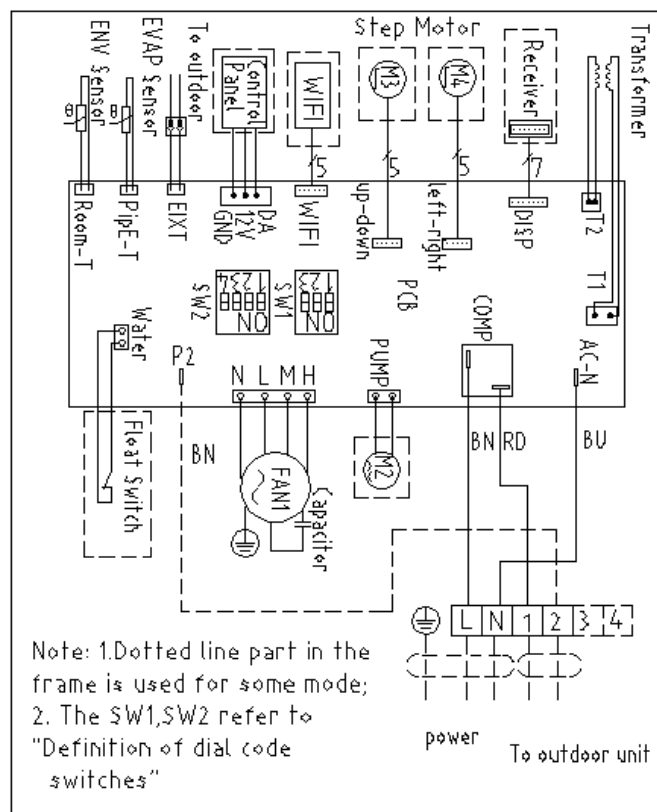 ENV Sensor
EVAP Sensor
To outdoor
Control
Panel
WIFI
Step Motor
M3
M4
Receiver
Transformer
θ
θ
5
5
5
7
Room-T
PipE-T
EIXT
GND
12V
DA
WIFI
up-down
left-right
DISP
T2
T1
SW2
1234
ON
SW1
123
ON
PCB
COMP
AC-N
Water
P2
N L M H
PUMP
Float Switch
BN
FAN1
Capacitor
M2
BN
RD
BU
L N 1 2 3 4
Note: 1.Dotted line part in the
frame is used for some mode;
2. The SW1,SW2 refer to
"Definition of dial code
switches"
power
To outdoor unit